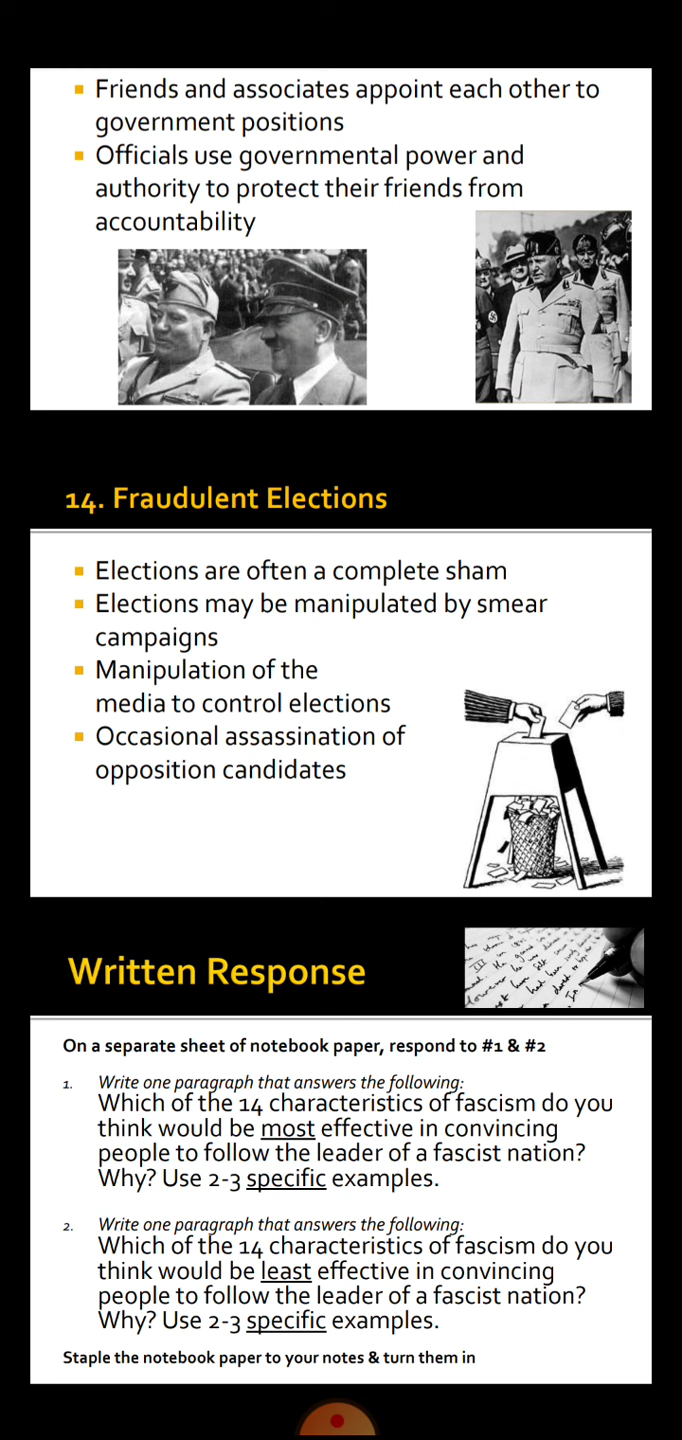 Friends and associates appoint each other to
government positions
Officials use governmental power and
authority to protect their friends from
accountability
14. Fraudulent Elections
Elections are often a complete sham
Elections may be manipulated by smear
campaigns
Manipulation of the
media to control elections
Occasional assassination of
opposition candidates
Written Response
On a separate sheet of notebook paper, respond to #1 & #2
1. Write one paragraph that answers the following:
Which of the 14 characteristics of fascism do you
think would be most effective in convincing
people to follow the leader of a fascist nation?
Why? Use 2-3 specific examples.
2. Write one paragraph that answers the following:
Which of the 14 characteristics of fascism do you
think would be least effective in convincing
people to follow the leader of a fascist nation?
Why? Use 2-3 specific examples.
Staple the notebook paper to your notes & turn them in